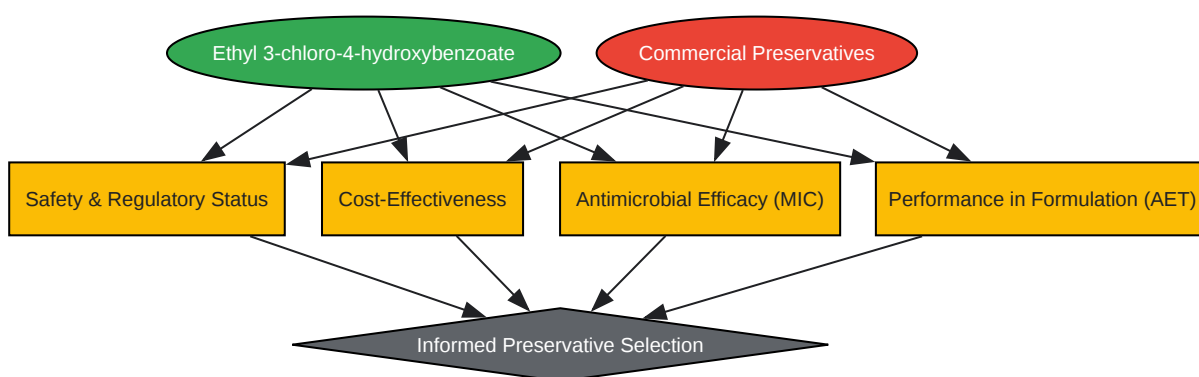 Ethyl 3-chloro-4-hydroxybenzoate
Commercial Preservatives
Safety & Regulatory Status
Cost-Effectiveness
Antimicrobial Efficacy (MIC)
Performance in Formulation (AET)
Informed Preservative Selection